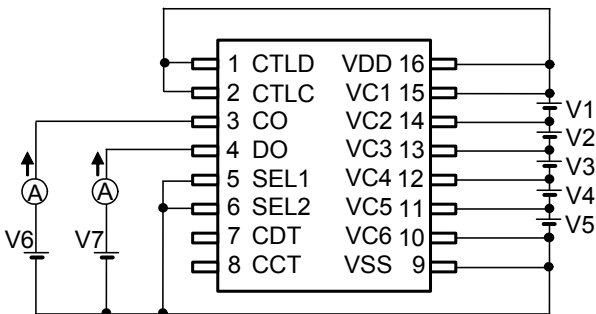 1 CTLD VDD 16
2 CTLC VC1 15
3 CO VC2 14
4 DO VC3 13
5 SEL1 VC4 12
6 SEL2 VC5 11
7 CDT VC6 10
8 CCT VSS 9
V1
V2
V3
V4
V5
A
A
V6
V7